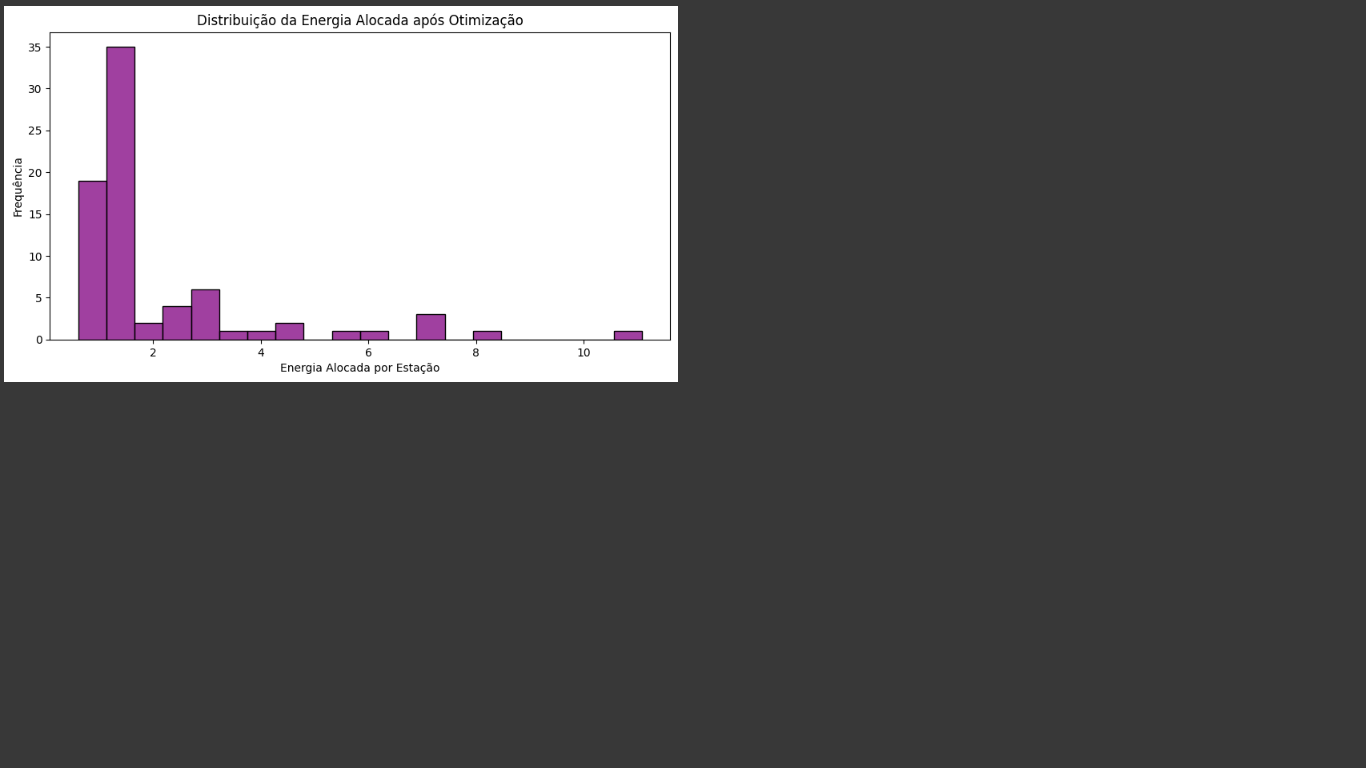 Distribuição da Energia Alocada após Otimização
35
30
25
20
15
10
5
0
Frequência
2 4 6 8 10
Energia Alocada por Estação